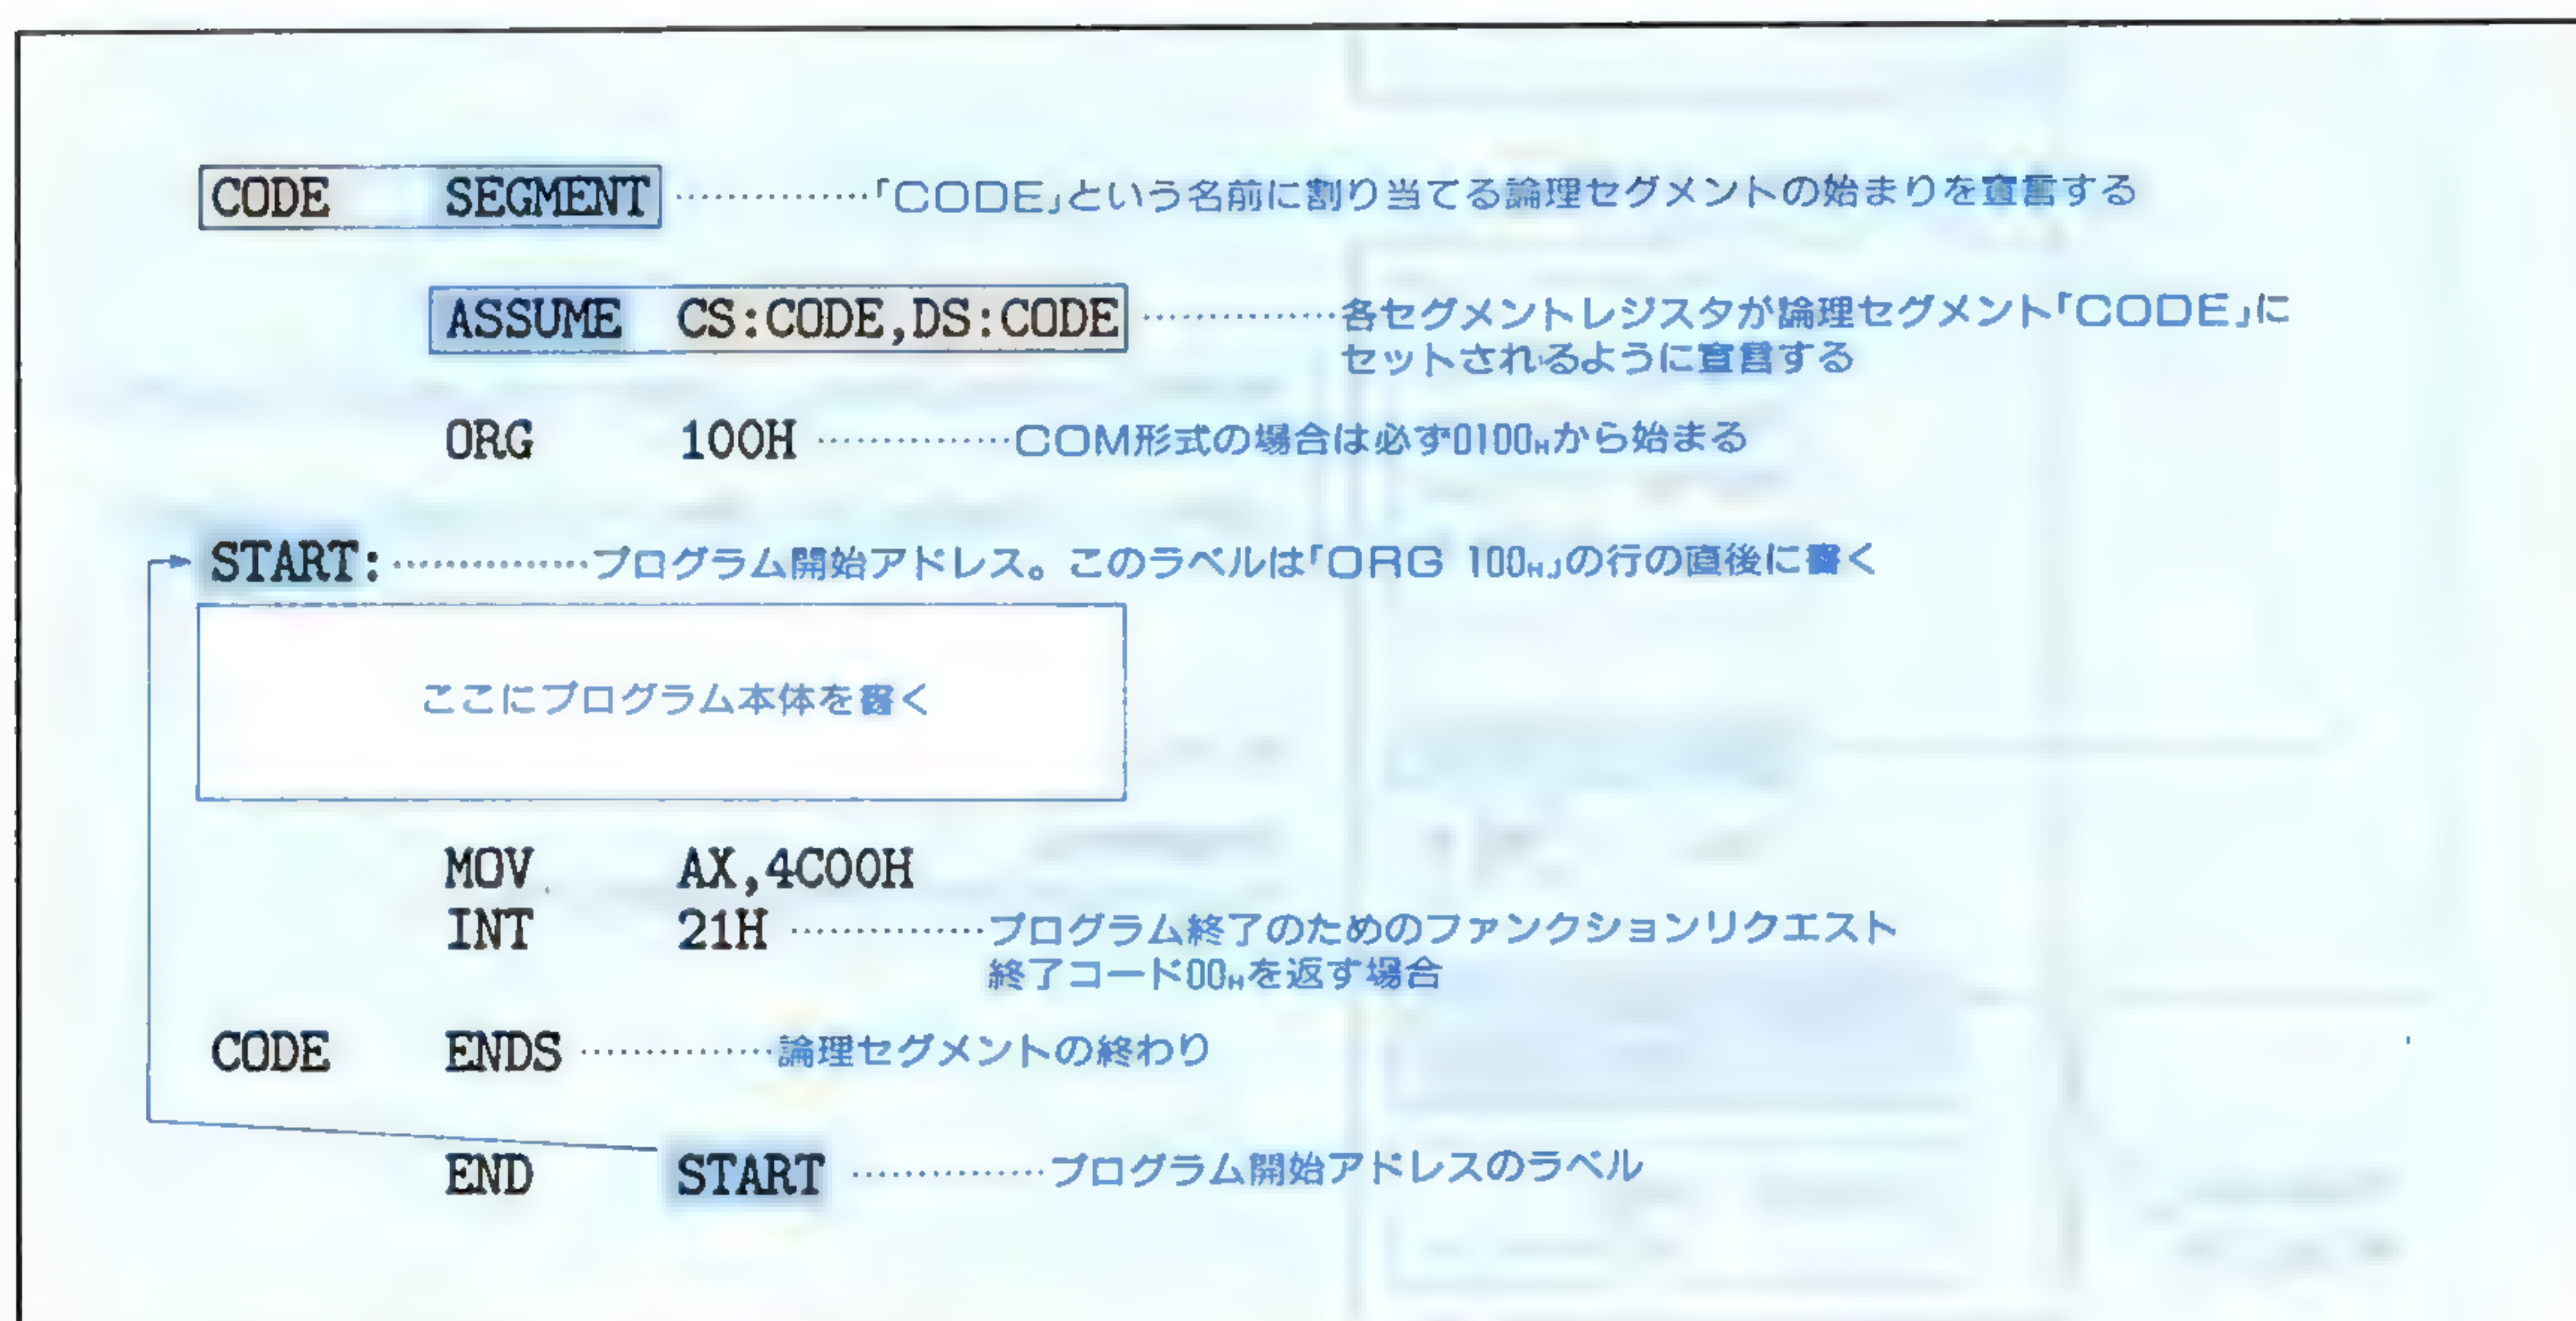 CODE SEGMENT …………「CODE」という名前に割り当てる論理セグメントの始まりを宣言する
ASSUME CS:CODE,DS:CODE …………各セグメントレジスタが論理セグメント「CODE」に
セットされるように宣言する
ORG 100H …………COM形式の場合は必ず0100Hから始まる
START: …………プログラム開始アドレス。このラベルは「ORG 100H」の行の直後に書く
ここにプログラム本体を書く
MOV AX,4C00H
INT 21H …………プログラム終了のためのファンクションリクエスト
終了コード00Hを返す場合
CODE ENDS …………論理セグメントの終わり
END START …………プログラム開始アドレスのラベル